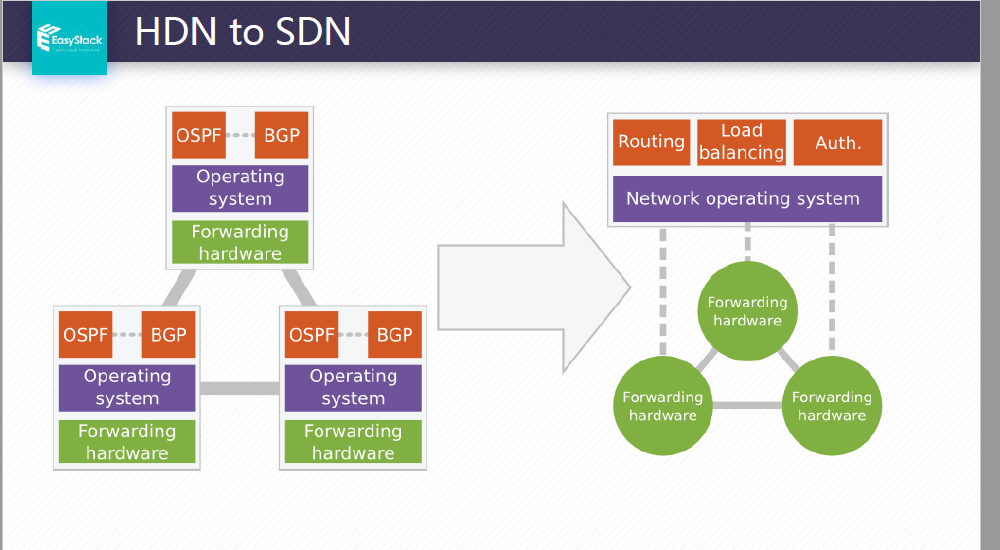 EasyStack
HDN to SDN
OSPF
BGP
Operating
system
Forwarding
hardware
OSPF
BGP
Operating
system
Forwarding
hardware
OSPF
BGP
Operating
system
Forwarding
hardware
Routing
Load
balancing
Auth.
Network operating system
Forwarding
hardware
Forwarding
hardware
Forwarding
hardware